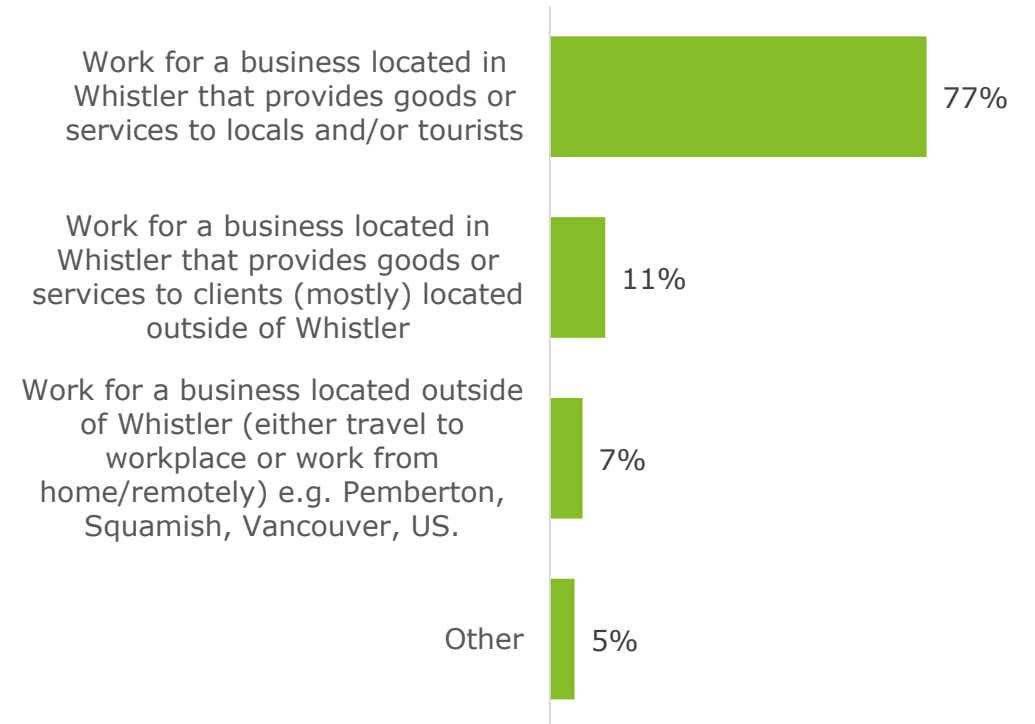 Work for a business located in
Whistler that provides goods or
services to locals and/or tourists
77%
Work for a business located in
Whistler that provides goods or
services to clients (mostly) located
outside of Whistler
11%
Work for a business located outside
of Whistler (either travel to
workplace or work from
home/remotely) e.g. Pemberton,
Squamish, Vancouver, US.
7%
Other
5%